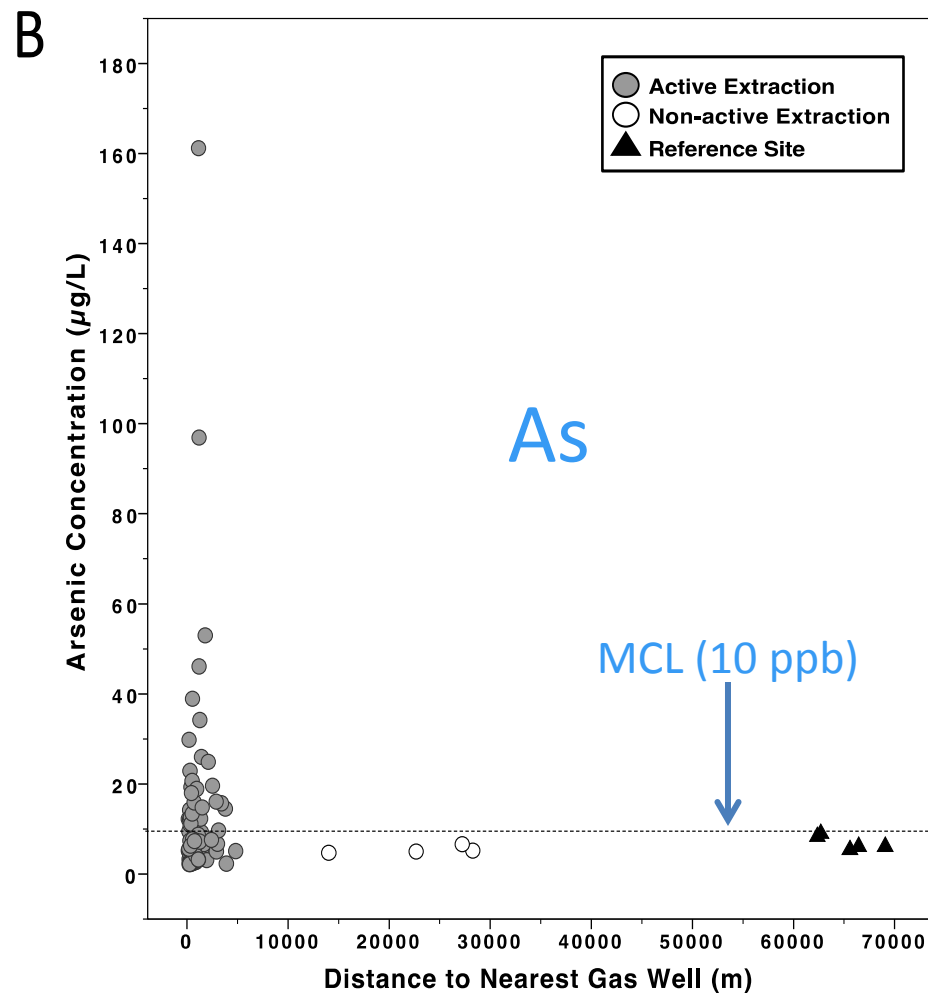 B
Active Extraction
Non-active Extraction
Reference Site
180
160
140
120
100
80
60
40
20
0
Arsenic Concentration (µg/L)
As
MCL (10 ppb)
0 10000 20000 30000 40000 50000 60000 70000
Distance to Nearest Gas Well (m)